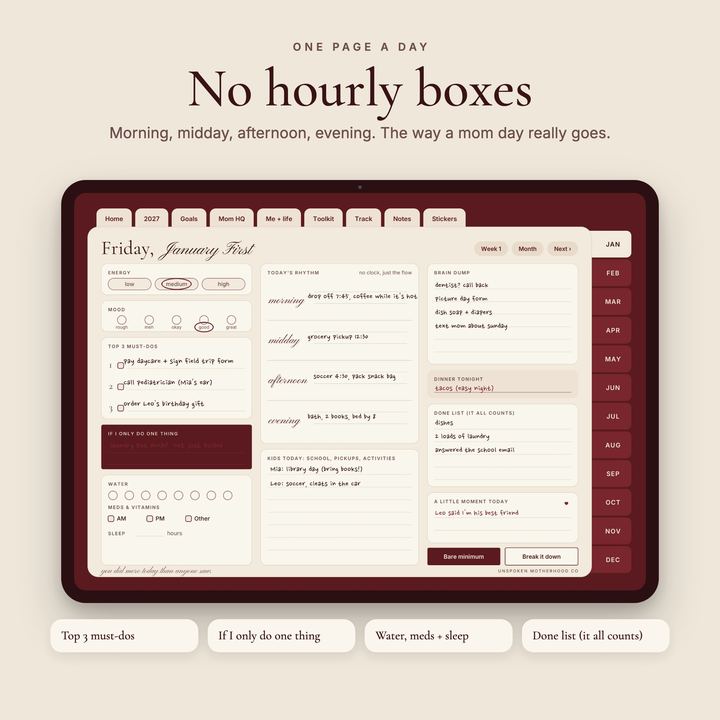 ONE PAGE A DAY
No hourly boxes
Morning, midday, afternoon, evening. The way a mom day really goes.
Home 2027 Goals Mom HQ Me + life Toolkit Track Notes Stickers
Friday, January First
Week 1 Month Next ›
ENERGY
low medium high
MOOD
rough meh okay good great
TOP 3 MUST-DOS
1 pay daycare + sign field trip form
2 call pediatrician (Mia's ear)
3 order Leo's birthday gift
IF I ONLY DO ONE THING
WATER
MEDS & VITAMINS
AM PM Other
SLEEP hours
you did more today than anyone saw.
TODAY'S RHYTHM no clock, just the flow
morning drop off 7:45, coffee while it's hot
midday grocery pickup 12:30
afternoon soccer 4:30, pack snack bag
evening bath, 2 books, bed by 8
KIDS TODAY: SCHOOL, PICKUPS, ACTIVITIES
Mia: library day (bring books!)
Leo: soccer, cleats in the car
BRAIN DUMP
dentist? call back
picture day form
dish soap + diapers
text mom about sunday
DINNER TONIGHT
tacos (easy night)
DONE LIST (IT ALL COUNTS)
dishes
2 loads of laundry
answered the school email
A LITTLE MOMENT TODAY
Leo said i'm his best friend
Bare minimum Break it down
UNSPOKEN MOTHERHOOD CO
JAN
FEB
MAR
APR
MAY
JUN
JUL
AUG
SEP
OCT
NOV
DEC
Top 3 must-dos If I only do one thing Water, meds + sleep Done list (it all counts)